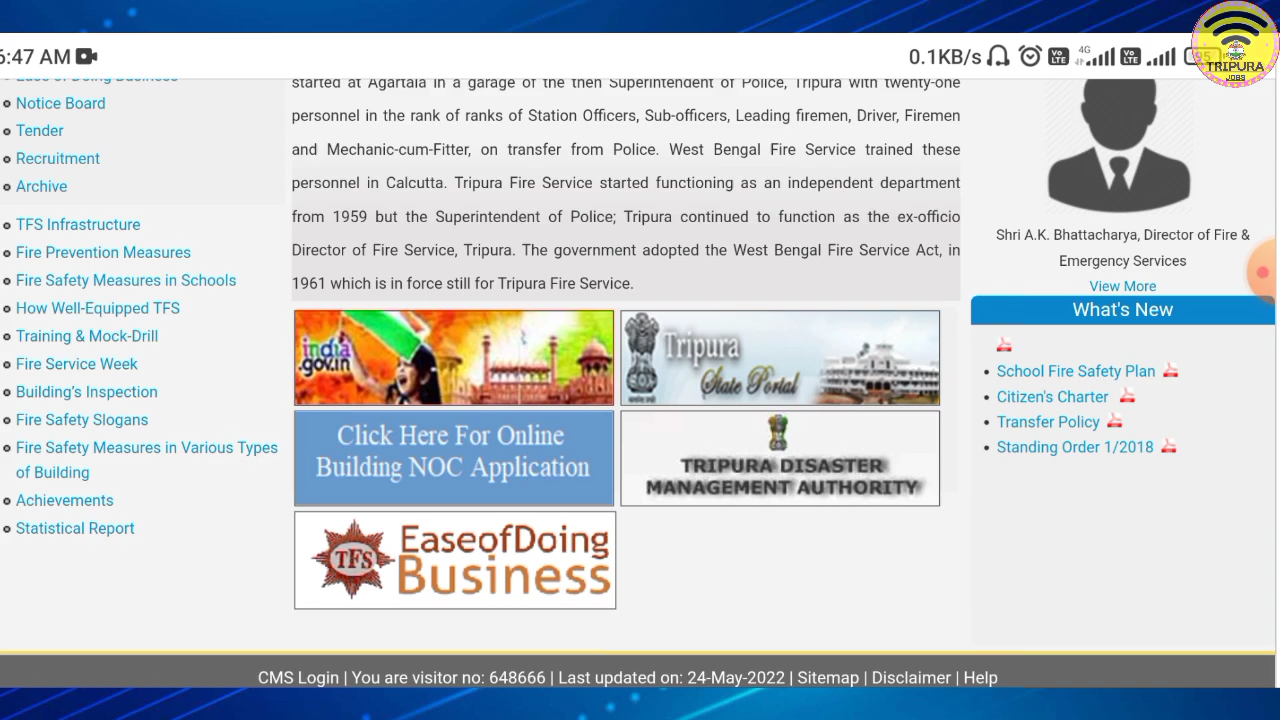 6:47 AM
0.1KB/s
4G
Vo
LTE
Vo
LTE
95
TRIPURA
JOBS
Ease of Doing Business
Notice Board
Tender
Recruitment
Archive
TFS Infrastructure
Fire Prevention Measures
Fire Safety Measures in Schools
How Well-Equipped TFS
Training & Mock-Drill
Fire Service Week
Building's Inspection
Fire Safety Slogans
Fire Safety Measures in Various Types
of Building
Achievements
Statistical Report
started at Agartala in a garage of the then Superintendent of Police, Tripura with twenty-one
personnel in the rank of ranks of Station Officers, Sub-officers, Leading firemen, Driver, Firemen
and Mechanic-cum-Fitter, on transfer from Police. West Bengal Fire Service trained these
personnel in Calcutta. Tripura Fire Service started functioning as an independent department
from 1959 but the Superintendent of Police; Tripura continued to function as the ex-officio
Director of Fire Service, Tripura. The government adopted the West Bengal Fire Service Act, in
1961 which is in force still for Tripura Fire Service.
india
.gov.in
Tripura
State Portal
Click Here For Online
Building NOC Application
TRIPURA DISASTER
MANAGEMENT AUTHORITY
TFS
EaseofDoing
Business
Shri A.K. Bhattacharya, Director of Fire &
Emergency Services
View More
What's New
School Fire Safety Plan
Citizen's Charter
Transfer Policy
Standing Order 1/2018
CMS Login | You are visitor no: 648666 | Last updated on: 24-May-2022 | Sitemap | Disclaimer | Help